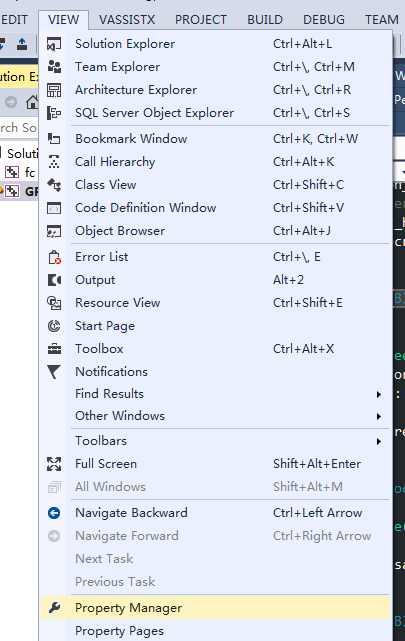 EDIT VIEW VASSISTX PROJECT BUILD DEBUG TEAM
Solution Explorer Ctrl+Alt+L
Team Explorer Ctrl+\, Ctrl+M
Architecture Explorer Ctrl+\, Ctrl+R
SQL Server Object Explorer Ctrl+\, Ctrl+S
Bookmark Window Ctrl+K, Ctrl+W
Call Hierarchy Ctrl+Alt+K
Class View Ctrl+Shift+C
Code Definition Window Ctrl+Shift+V
Object Browser Ctrl+Alt+J
Error List Ctrl+\, E
Output Alt+2
Resource View Ctrl+Shift+E
Start Page
Toolbox Ctrl+Alt+X
Notifications
Find Results
Other Windows
Toolbars
Full Screen Shift+Alt+Enter
All Windows Shift+Alt+M
Navigate Backward Ctrl+Left Arrow
Navigate Forward Ctrl+Right Arrow
Next Task
Previous Task
Property Manager
Property Pages
ution Ex
rch So
Soluti
fc
GF